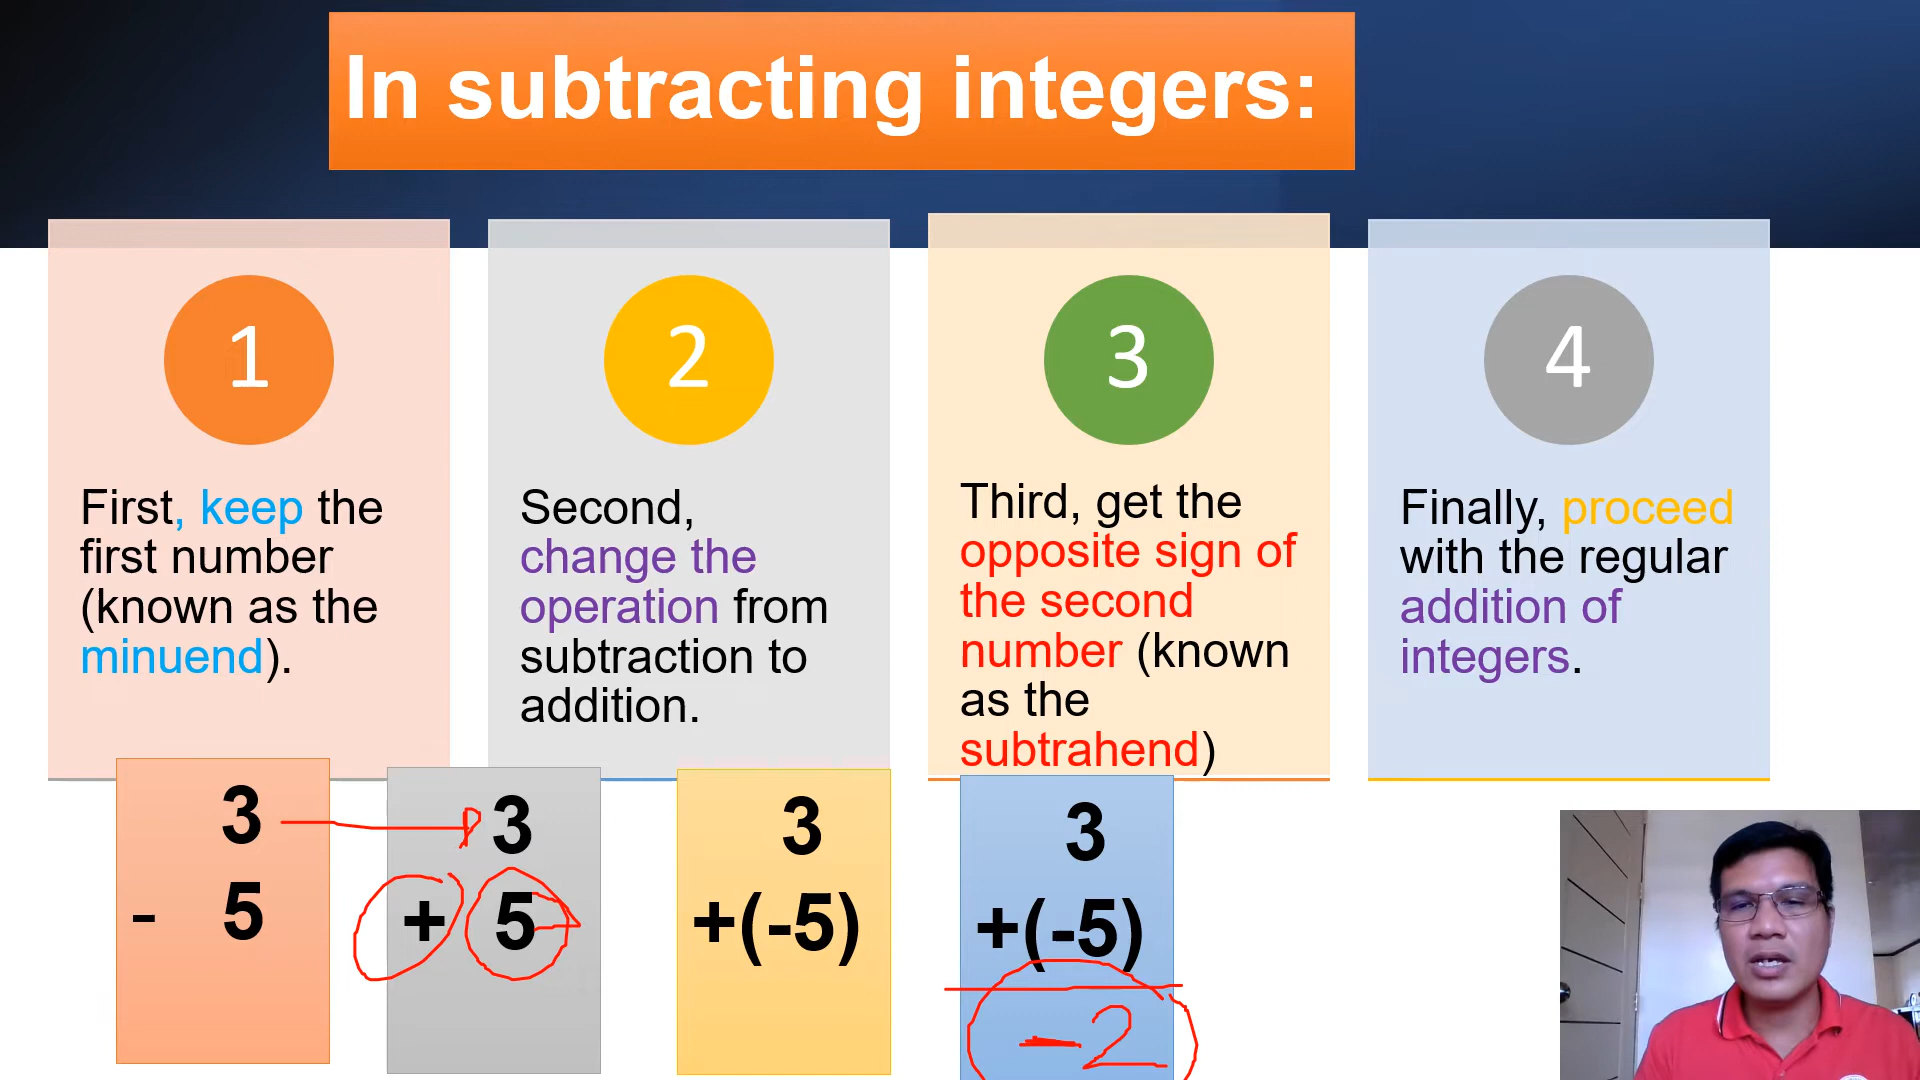 In subtracting integers:
1
First, keep the
first number
(known as the
minuend).
2
Second,
change the
operation from
subtraction to
addition.
3
Third, get the
opposite sign of
the second
number (known
as the
subtrahend)
4
Finally, proceed
with the regular
addition of
integers.
3
- 5
3
+ 5
3
+(-5)
3
+(-5)
-2